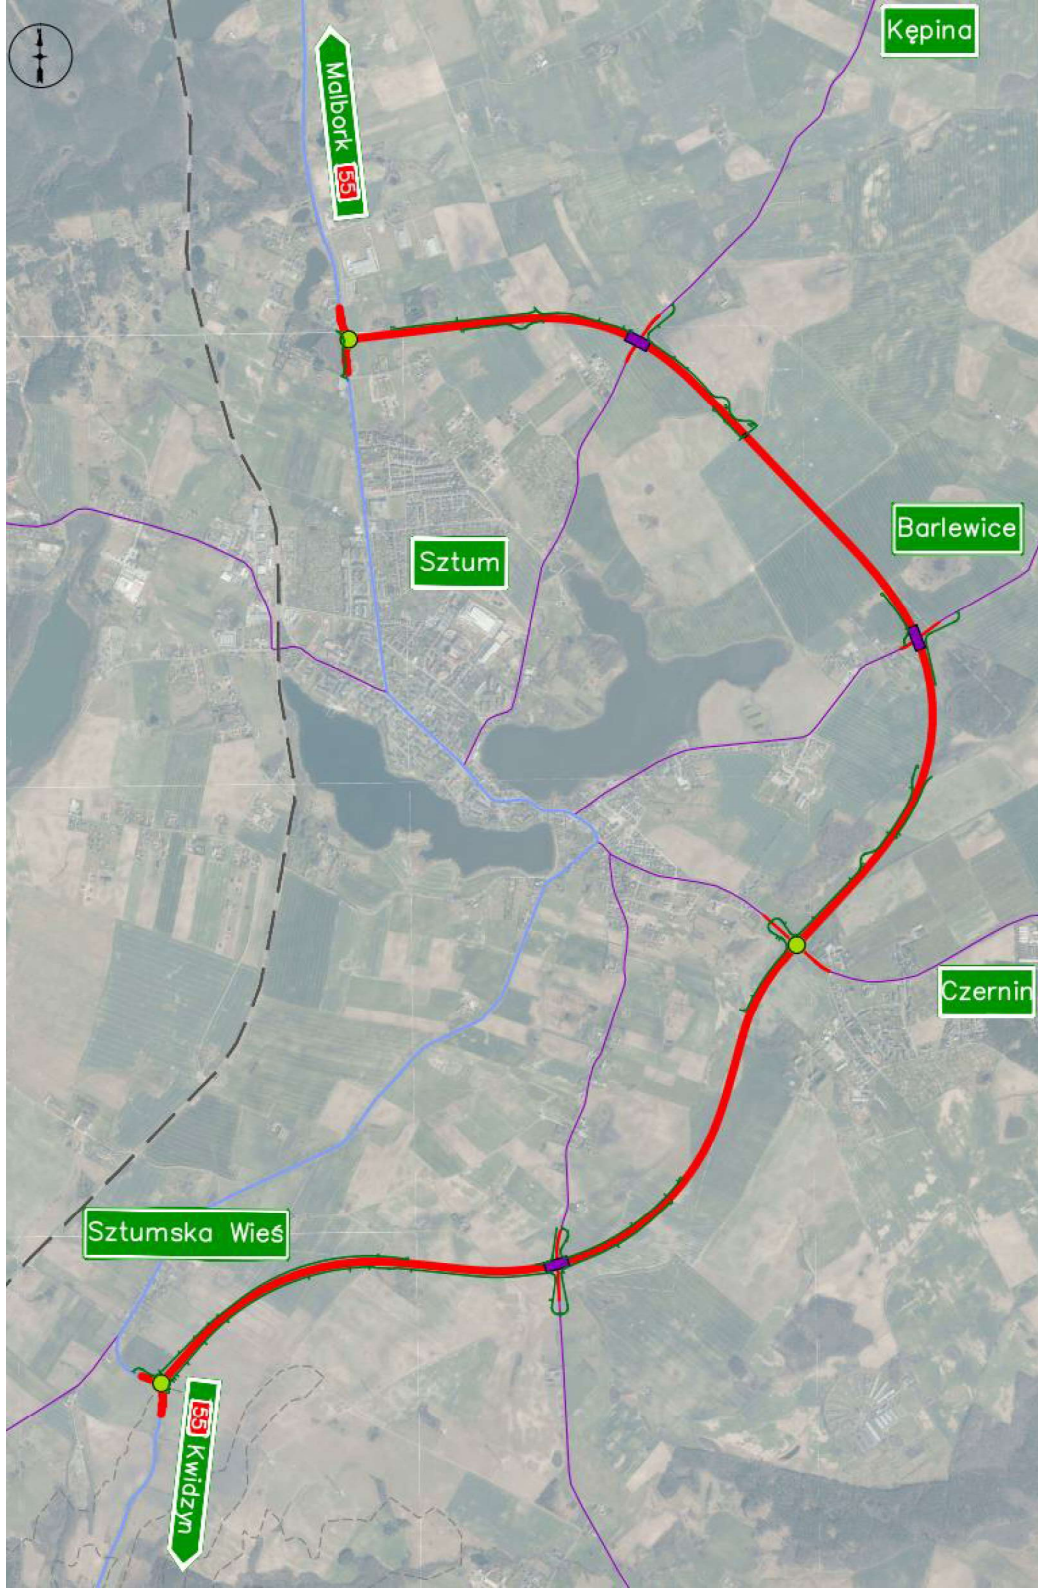 Kępina
Malbork 55
Barlewice
Sztum
Czernin
Sztumska Wieś
55 Kwidzyn